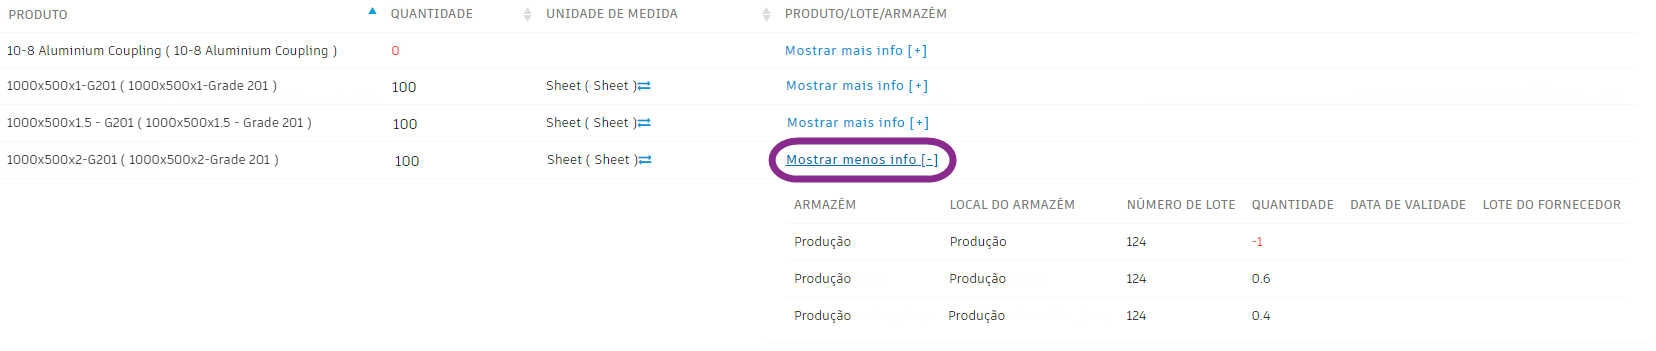 PRODUTO QUANTIDADE UNIDADE DE MEDIDA PRODUTO/LOTE/ARMAZÉM
10-8 Aluminium Coupling ( 10-8 Aluminium Coupling ) 0 Mostrar mais info [+]
1000x500x1-G201 ( 1000x500x1-Grade 201 ) 100 Sheet ( Sheet ) Mostrar mais info [+]
1000x500x1.5 - G201 ( 1000x500x1.5 - Grade 201 ) 100 Sheet ( Sheet ) Mostrar mais info [+]
1000x500x2-G201 ( 1000x500x2-Grade 201 ) 100 Sheet ( Sheet ) Mostrar menos info [-]
ARMAZÉM LOCAL DO ARMAZÉM NÚMERO DE LOTE QUANTIDADE DATA DE VALIDADE LOTE DO FORNECEDOR
Produção Produção 124 -1
Produção Produção 124 0.6
Produção Produção 124 0.4